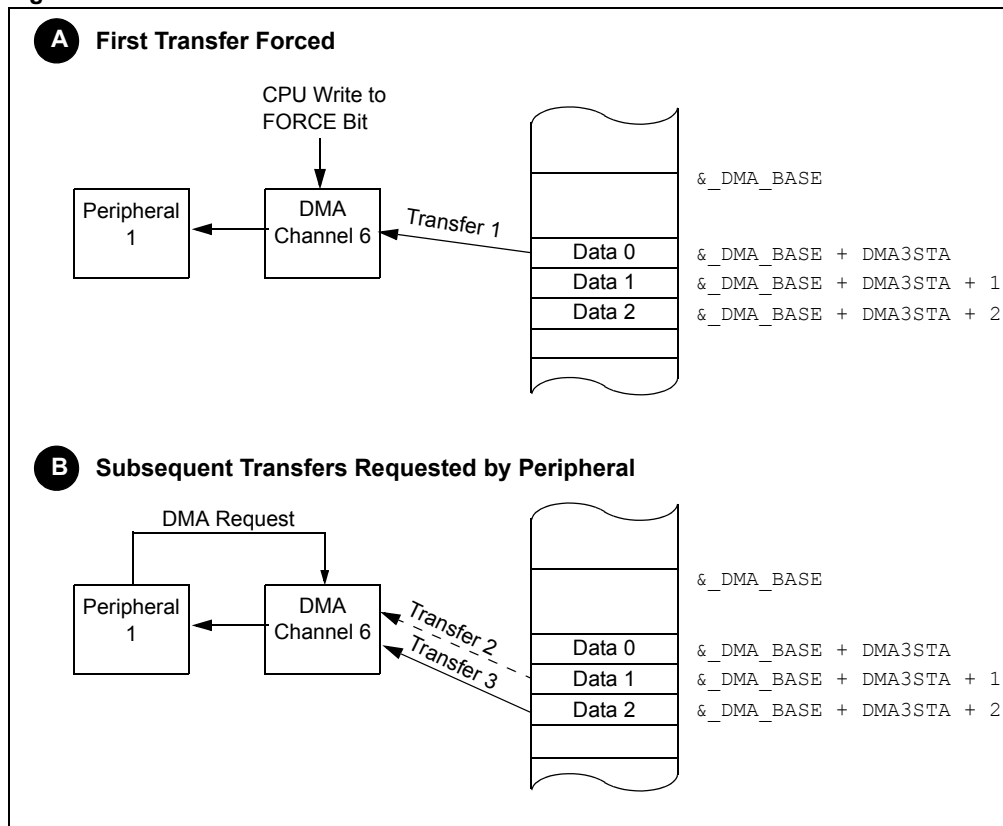 A First Transfer Forced
CPU Write to
FORCE Bit
&_DMA_BASE
Peripheral
1
DMA
Channel 6
Transfer 1
Data 0 &_DMA_BASE + DMA3STA
Data 1 &_DMA_BASE + DMA3STA + 1
Data 2 &_DMA_BASE + DMA3STA + 2
B Subsequent Transfers Requested by Peripheral
DMA Request
&_DMA_BASE
Peripheral
1
DMA
Channel 6
Transfer 2
Transfer 3
Data 0 &_DMA_BASE + DMA3STA
Data 1 &_DMA_BASE + DMA3STA + 1
Data 2 &_DMA_BASE + DMA3STA + 2